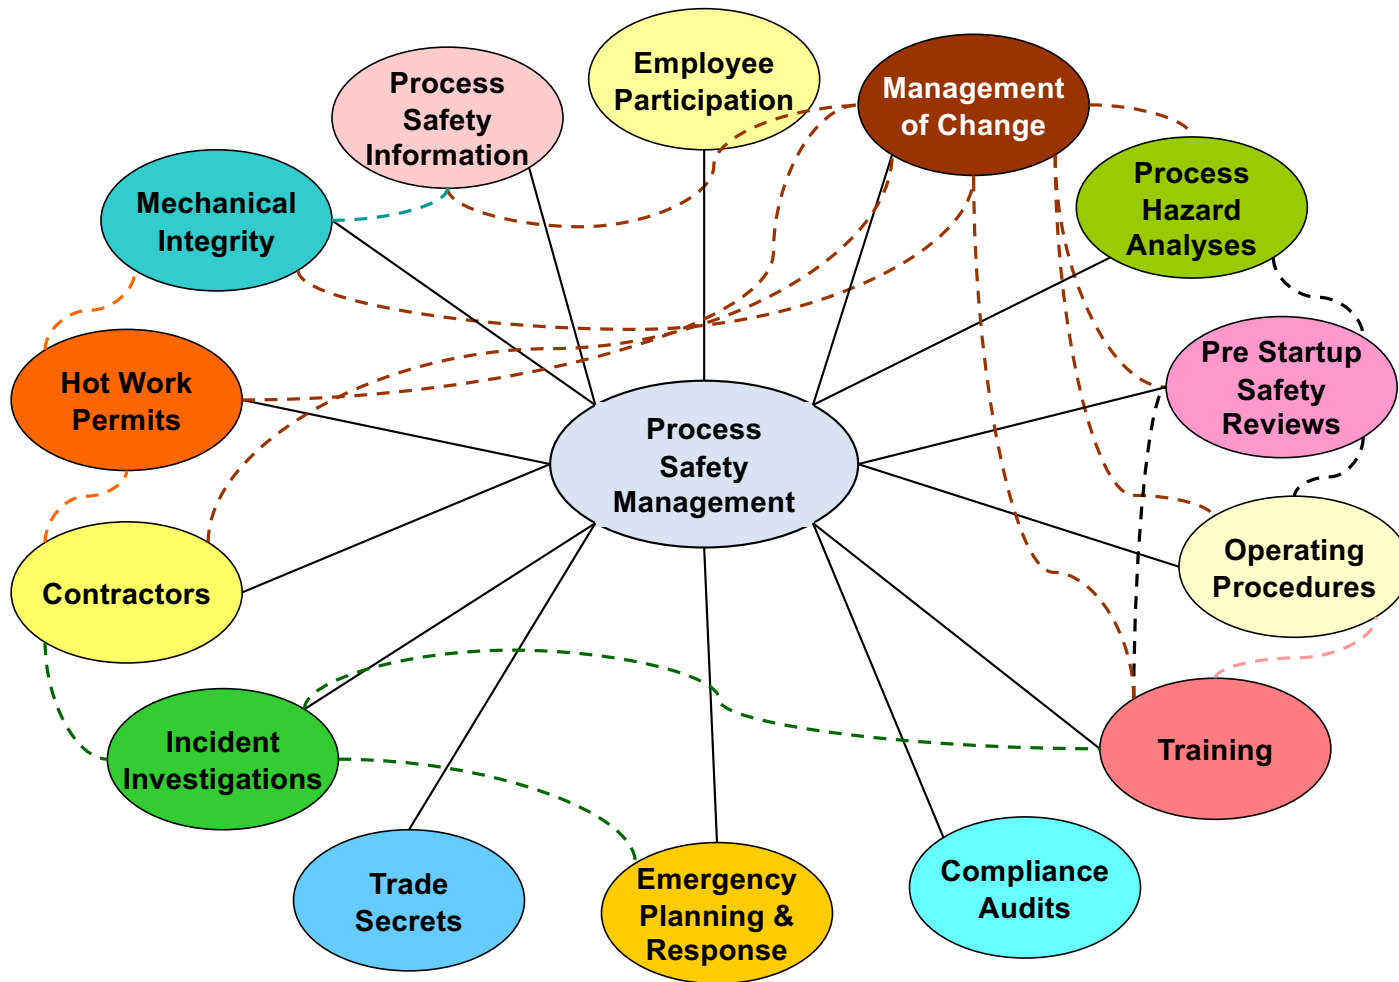 Employee
Participation
Management
of Change
Process
Safety
Information
Process
Hazard
Analyses
Mechanical
Integrity
Pre Startup
Safety
Reviews
Hot Work
Permits
Process
Safety
Management
Operating
Procedures
Contractors
Training
Incident
Investigations
Trade
Secrets
Emergency
Planning &
Response
Compliance
Audits